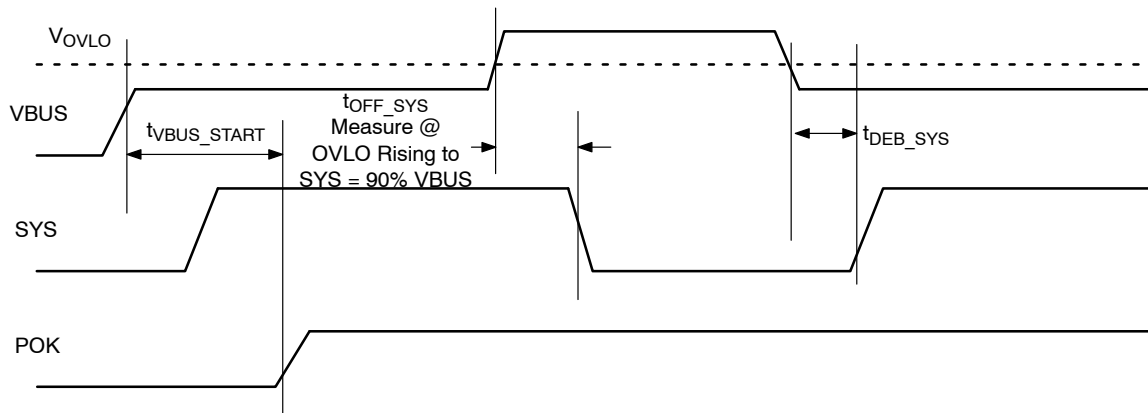 VOVLO
VBUS
tVBUS_START
tOFF_SYS
Measure @
OVLO Rising to
SYS = 90% VBUS
tDEB_SYS
SYS
POK